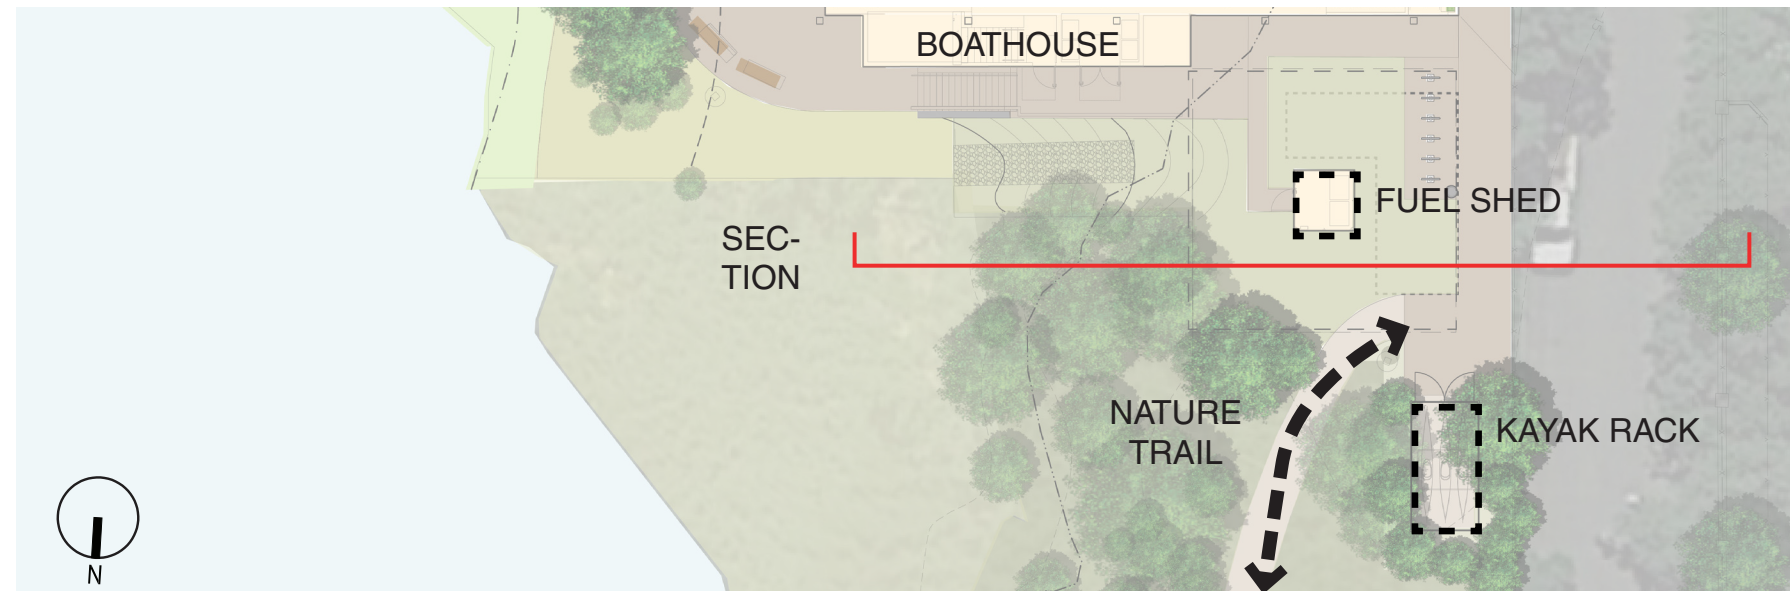 BOATHOUSE
FUEL SHED
SEC-
TION
NATURE
TRAIL
KAYAK RACK
N